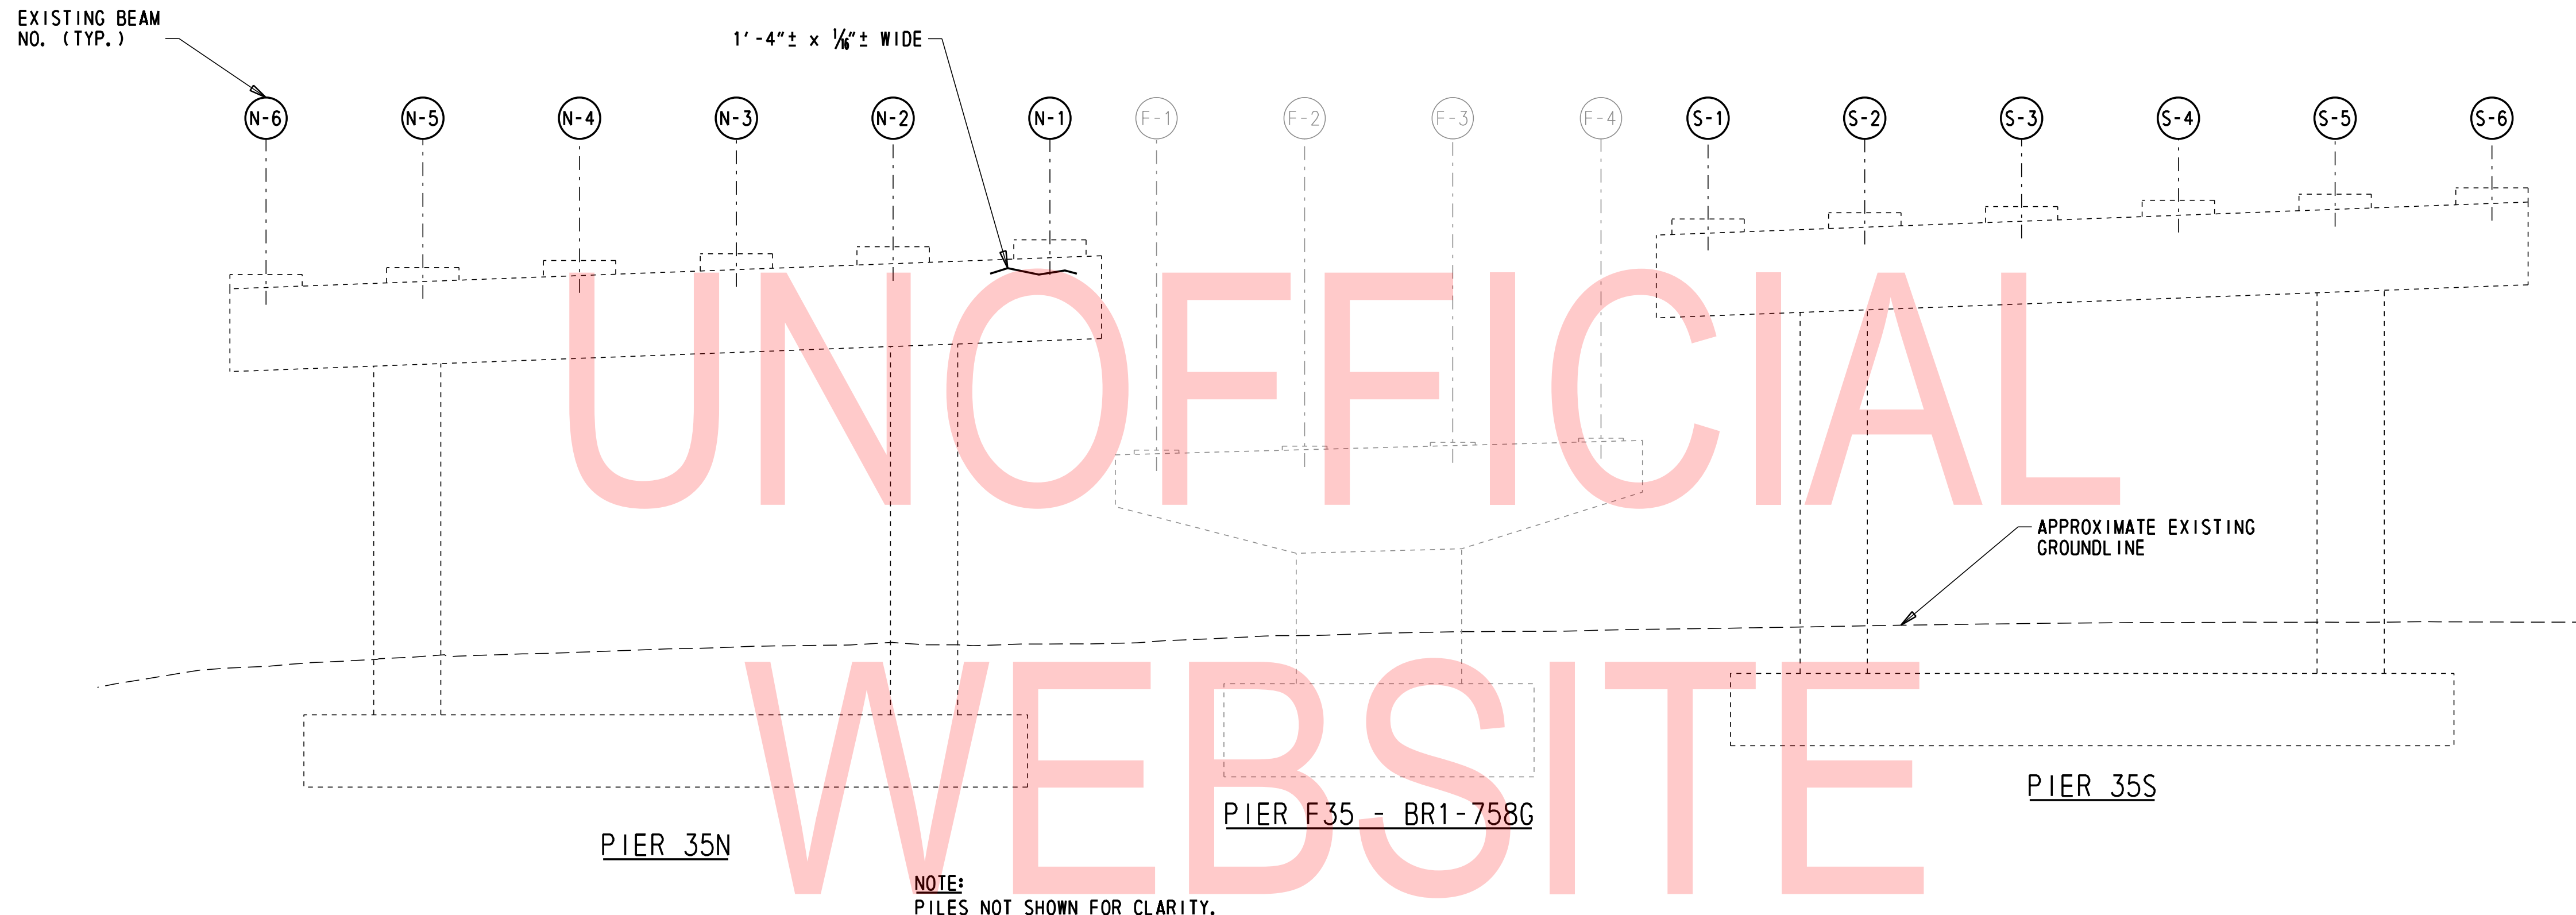 EXISTING BEAM
NO. (TYP.)
1'-4"± x 1/16"± WIDE
N-6
N-5
N-4
N-3
N-2
N-1
F-1
F-2
F-3
F-4
S-1
S-2
S-3
S-4
S-5
S-6
UNOFFICIAL
APPROXIMATE EXISTING
GROUNDLINE
WEBSITE
PIER 35S
PIER F35 - BR1-758G
PIER 35N
NOTE:
PILES NOT SHOWN FOR CLARITY.